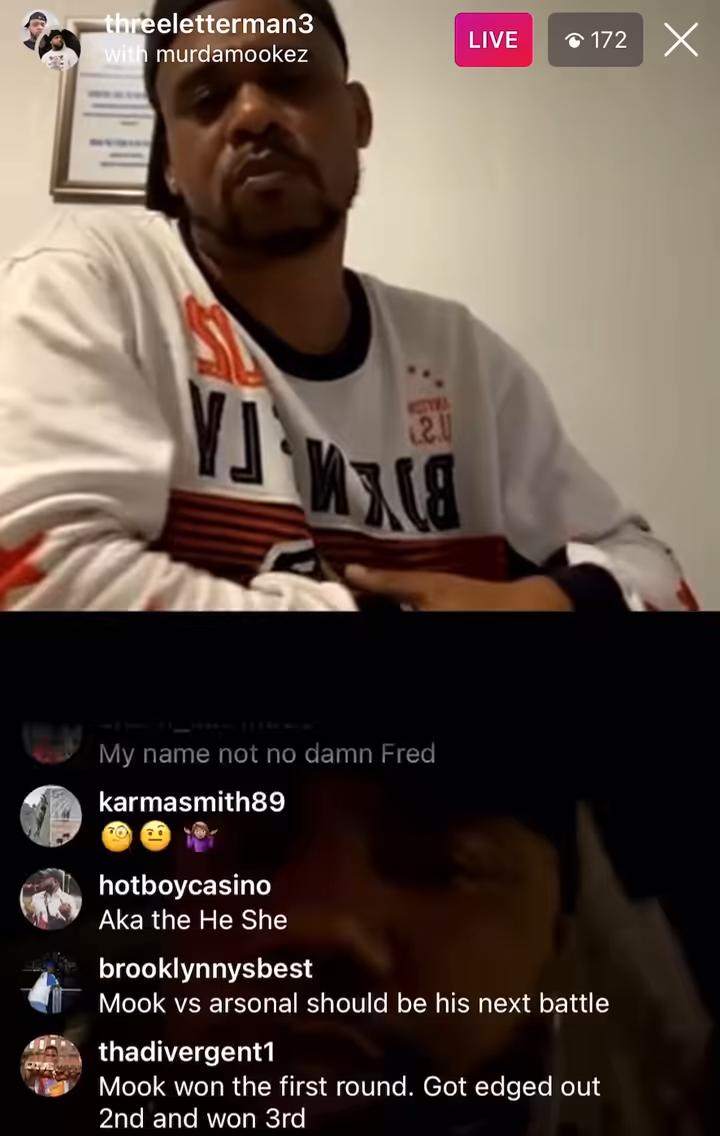 threeletterman3
LIVE
172
with murdamookez
U.S.
My name not no damn Fred
karmasmith89
hotboycasino
Aka the He She
brooklynnysbest
Mook vs arsonal should be his next battle
thadivergent1
Mook won the first round. Got edged out
2nd and won 3rd